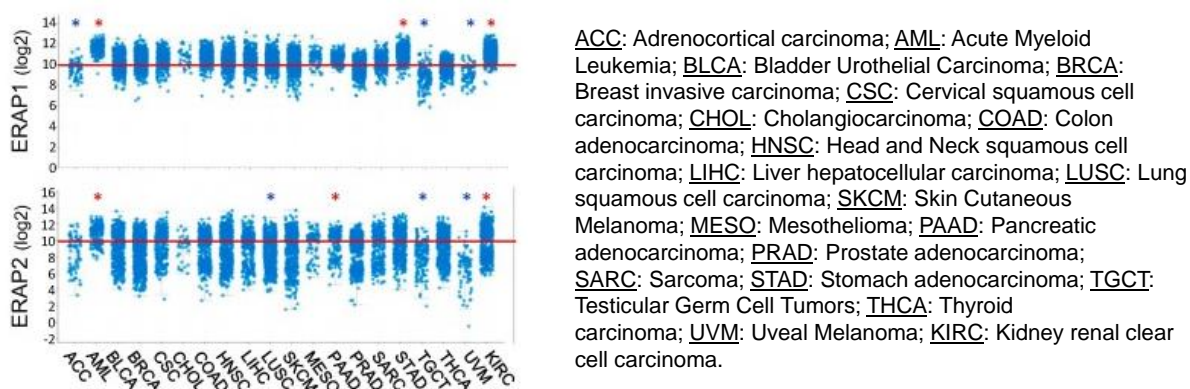 14
12
10
8
6
4
2
0
ERAP1 (log2)
* * * * * *
16
14
12
10
8
6
4
2
0
-2
ERAP2 (log2)
* * * * * *
ACC AML BLCA BRCA CSC CHOL COAD HNSC LIHC LUSC SKCM MESO PAAD PRAD SARC STAD TGCT THCA UVM KIRC
ACC: Adrenocortical carcinoma; AML: Acute Myeloid
Leukemia; BLCA: Bladder Urothelial Carcinoma; BRCA:
Breast invasive carcinoma; CSC: Cervical squamous cell
carcinoma; CHOL: Cholangiocarcinoma; COAD: Colon
adenocarcinoma; HNSC: Head and Neck squamous cell
carcinoma; LIHC: Liver hepatocellular carcinoma; LUSC: Lung
squamous cell carcinoma; SKCM: Skin Cutaneous
Melanoma; MESO: Mesothelioma; PAAD: Pancreatic
adenocarcinoma; PRAD: Prostate adenocarcinoma;
SARC: Sarcoma; STAD: Stomach adenocarcinoma; TGCT:
Testicular Germ Cell Tumors; THCA: Thyroid
carcinoma; UVM: Uveal Melanoma; KIRC: Kidney renal clear
cell carcinoma.